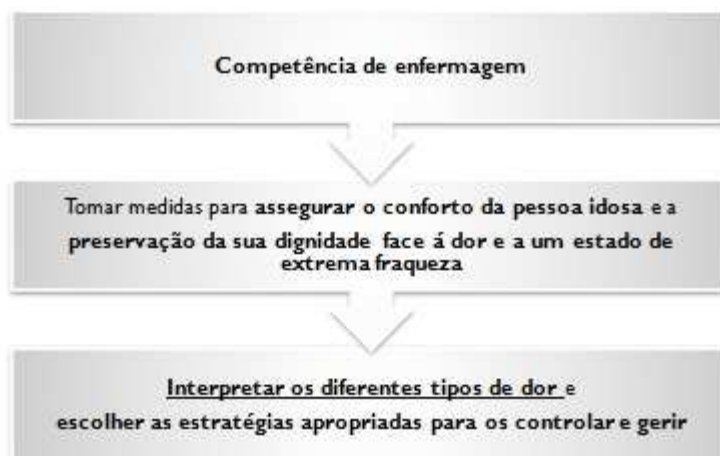 Competência de enfermagem
Tomar medidas para assegurar o conforto da pessoa idosa e a
preservação da sua dignidade face á dor e a um estado de
extrema fraqueza
Interpretar os diferentes tipos de dor e
escolher as estratégias apropriadas para os controlar e gerir